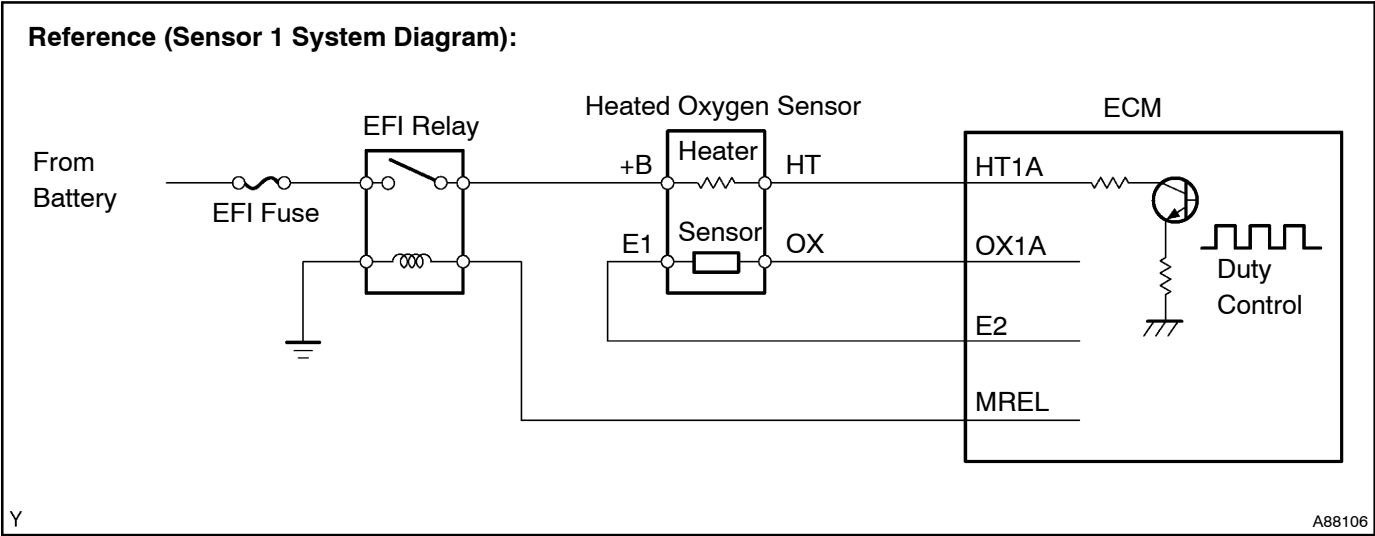 Reference (Sensor 1 System Diagram):
Heated Oxygen Sensor
ECM
EFI Relay
From
Battery
EFI Fuse
+B
Heater
HT
HT1A
E1
Sensor
OX
OX1A
Duty
Control
E2
MREL
Y
A88106